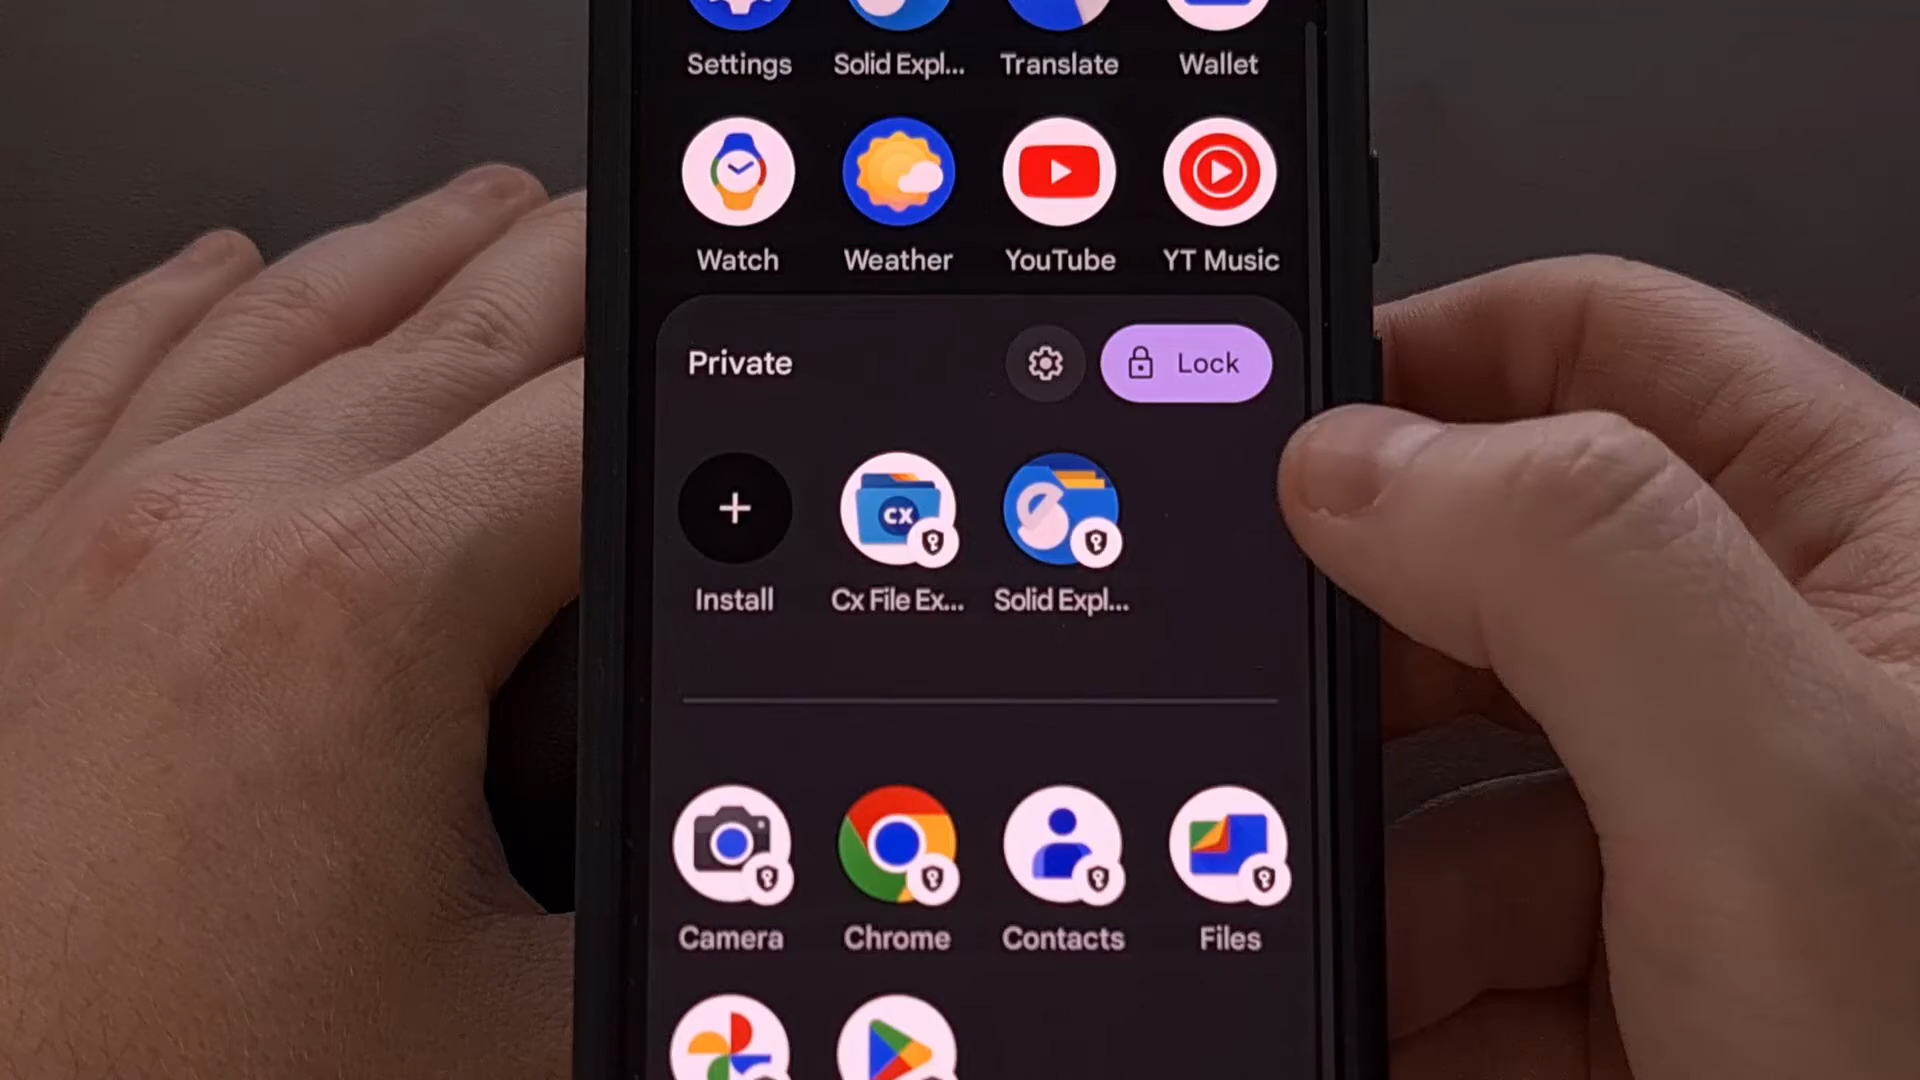 Settings
Solid Expl...
Translate
Wallet
Watch
Weather
YouTube
YT Music
Private
Lock
Install
CX
Cx File Ex...
Solid Expl...
Camera
Chrome
Contacts
Files